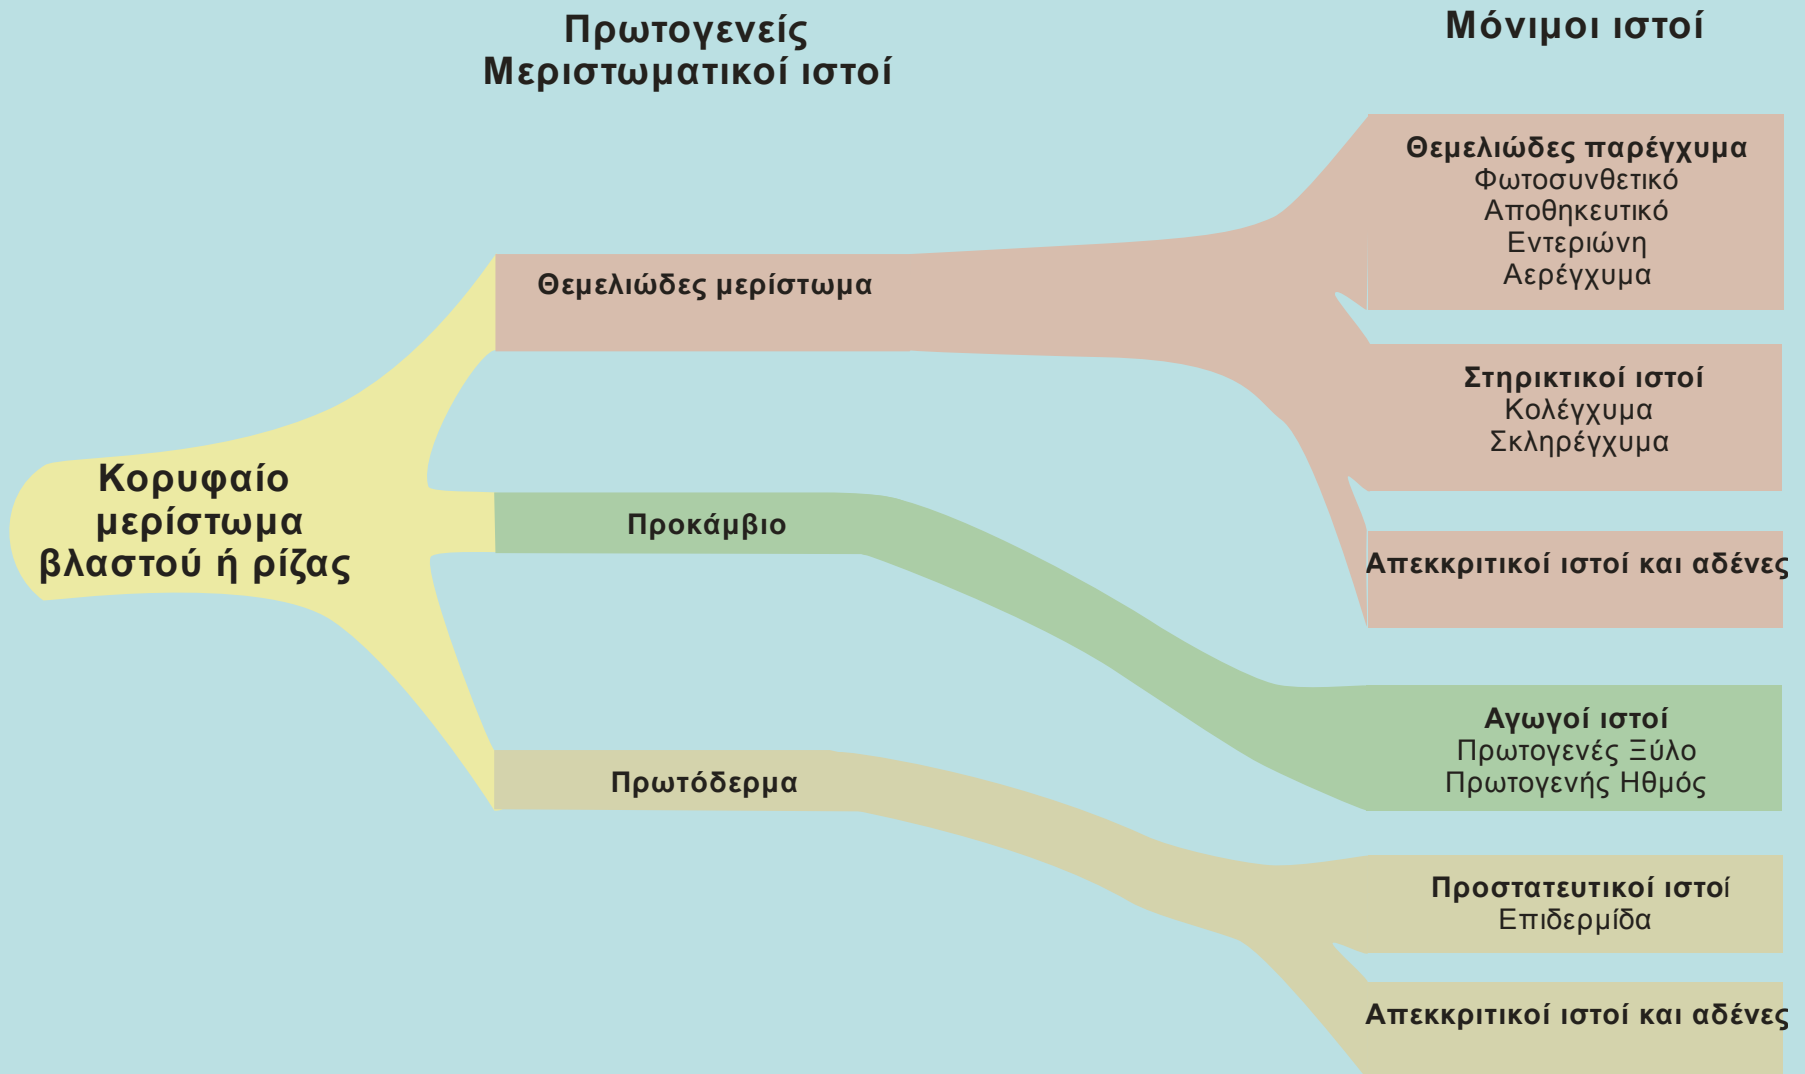 Πρωτογενείς
Μεριστωματικοί ιστοί
Μόνιμοι ιστοί
Κορυφαίο
μερίστωμα
βλαστού ή ρίζας
Θεμελιώδες μερίστωμα
Προκάμβιο
Πρωτόδερμα
Θεμελιώδες παρέγχυμα
Φωτοσυνθετικό
Αποθηκευτικό
Εντεριώνη
Αερέγχυμα
Στηρικτικοί ιστοί
Κολέγχυμα
Σκληρέγχυμα
Απεκκριτικοί ιστοί και αδένες
Αγωγοί ιστοί
Πρωτογενές Ξύλο
Πρωτογενής Ηθμός
Προστατευτικοί ιστοί
Επιδερμίδα
Απεκκριτικοί ιστοί και αδένες